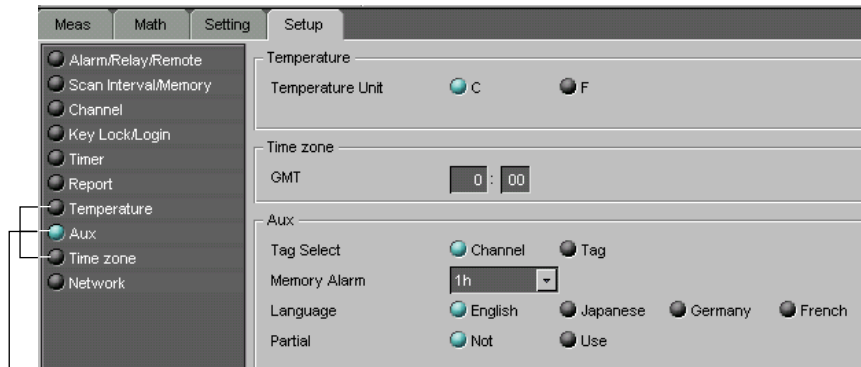 Meas Math Setting Setup
Alarm/Relay/Remote
Scan Interval/Memory
Channel
Key Lock/Login
Timer
Report
Temperature
Aux
Time zone
Network
Temperature
Temperature Unit C F
Time zone
GMT 0 : 00
Aux
Tag Select Channel Tag
Memory Alarm 1h
Language English Japanese Germany French
Partial Not Use